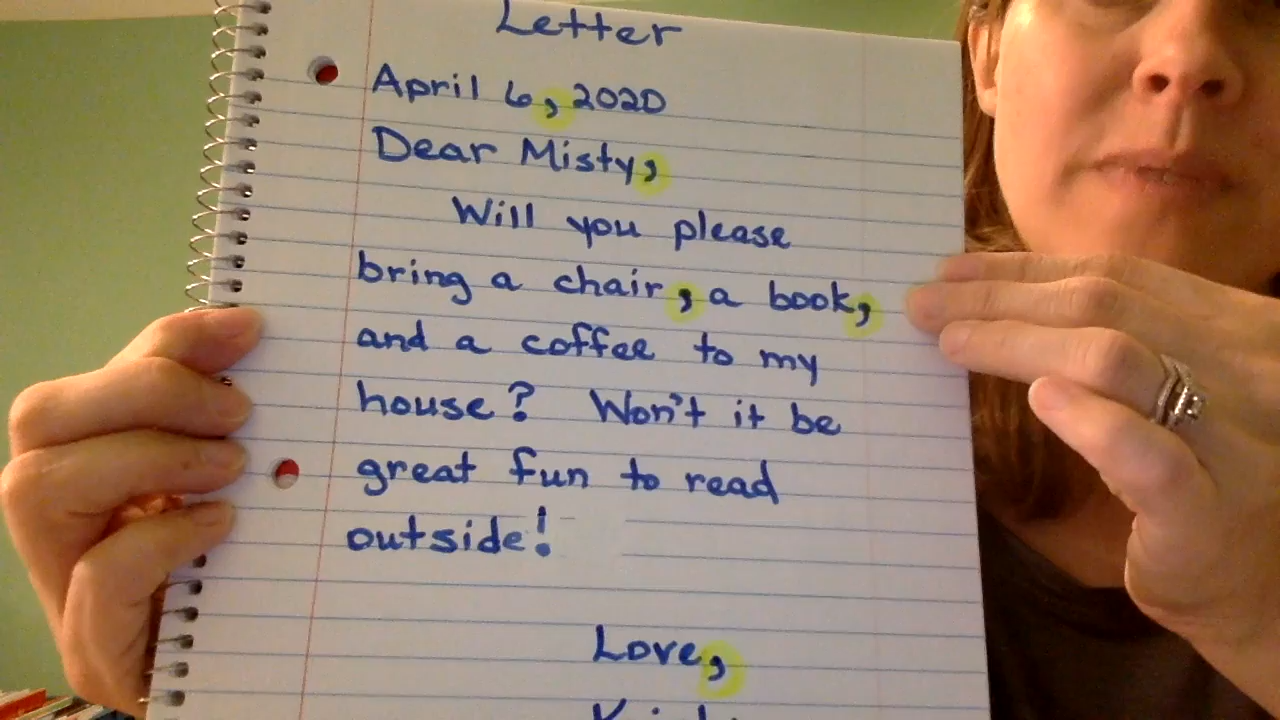 Letter
April 6, 2020
Dear Misty,
Will you please
bring a chair, a book,
and a coffee to my
house? Won't it be
great fun to read
outside!
Love,